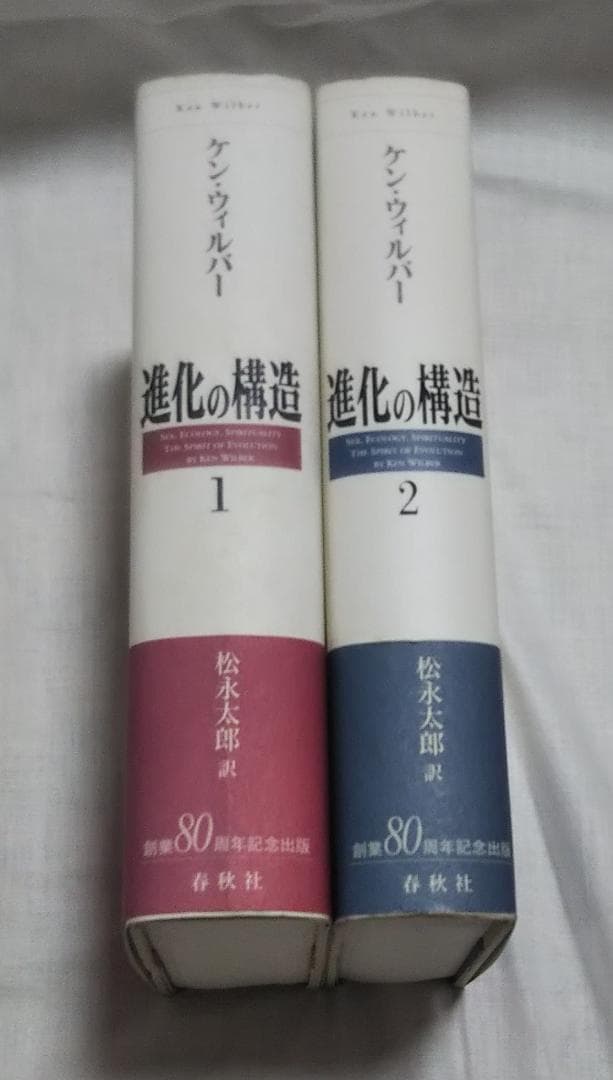 Ken Wilber
ケン・ウィルバー
進化の構造
SEX, ECOLOGY, SPIRITUALITY
THE SPIRIT OF EVOLUTION
BY KEN WILBER
1
松永太郎 訳
創業80周年記念出版
春秋社
Ken Wilber
ケン・ウィルバー
進化の構造
SEX, ECOLOGY, SPIRITUALITY
THE SPIRIT OF EVOLUTION
BY KEN WILBER
2
松永太郎 訳
創業80周年記念出版
春秋社